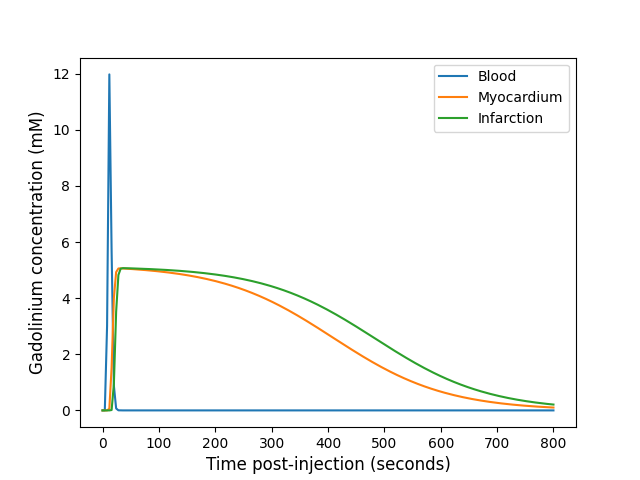 Blood
Myocardium
Infarction
12
10
8
6
4
2
0
Gadolinium concentration (mM)
0 100 200 300 400 500 600 700 800
Time post-injection (seconds)